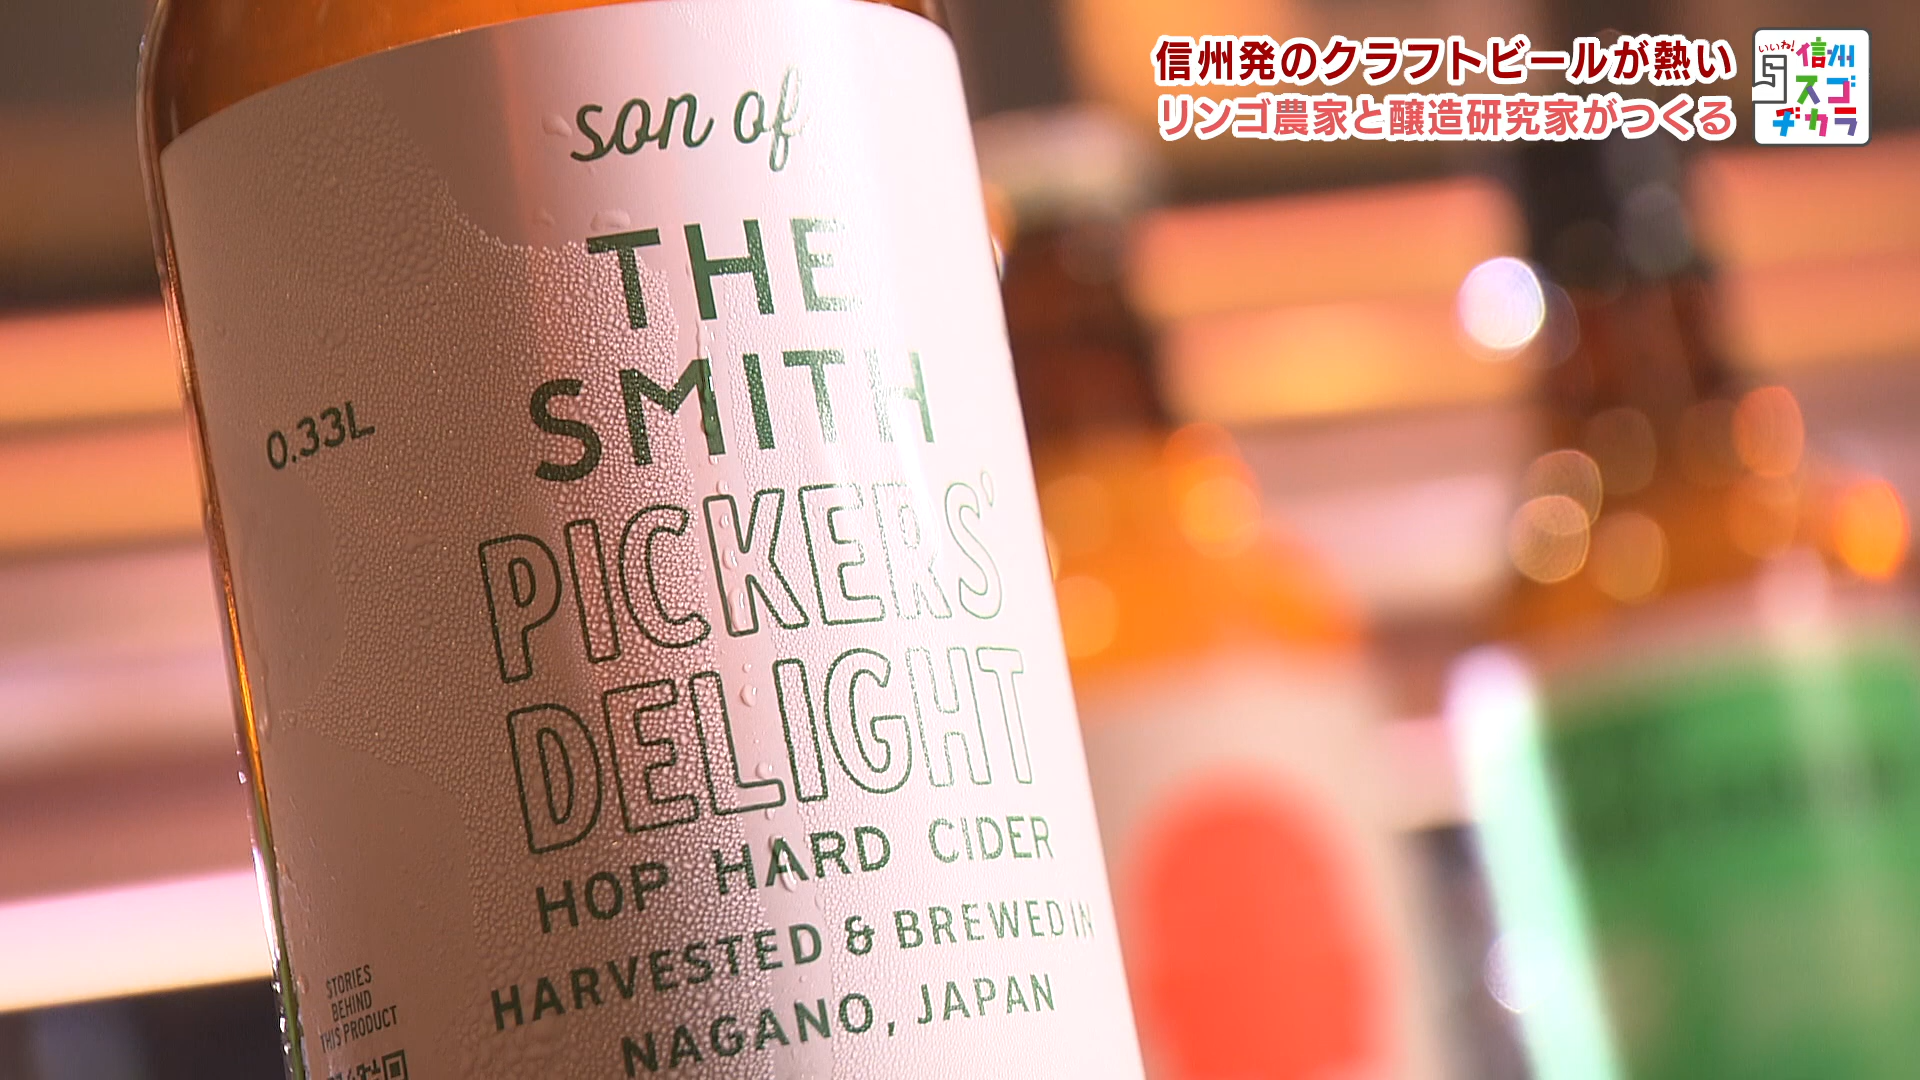 信州発のクラフトビールが熱い
リンゴ農家と醸造研究家がつくる
いいね!
信州
スゴ
ヂカラ
son of
THE
SMITH
0.33L
PICKERS'
DELIGHT
HOP HARD CIDER
HARVESTED & BREWED IN
NAGANO, JAPAN
STORIES
BEHIND
THIS PRODUCT